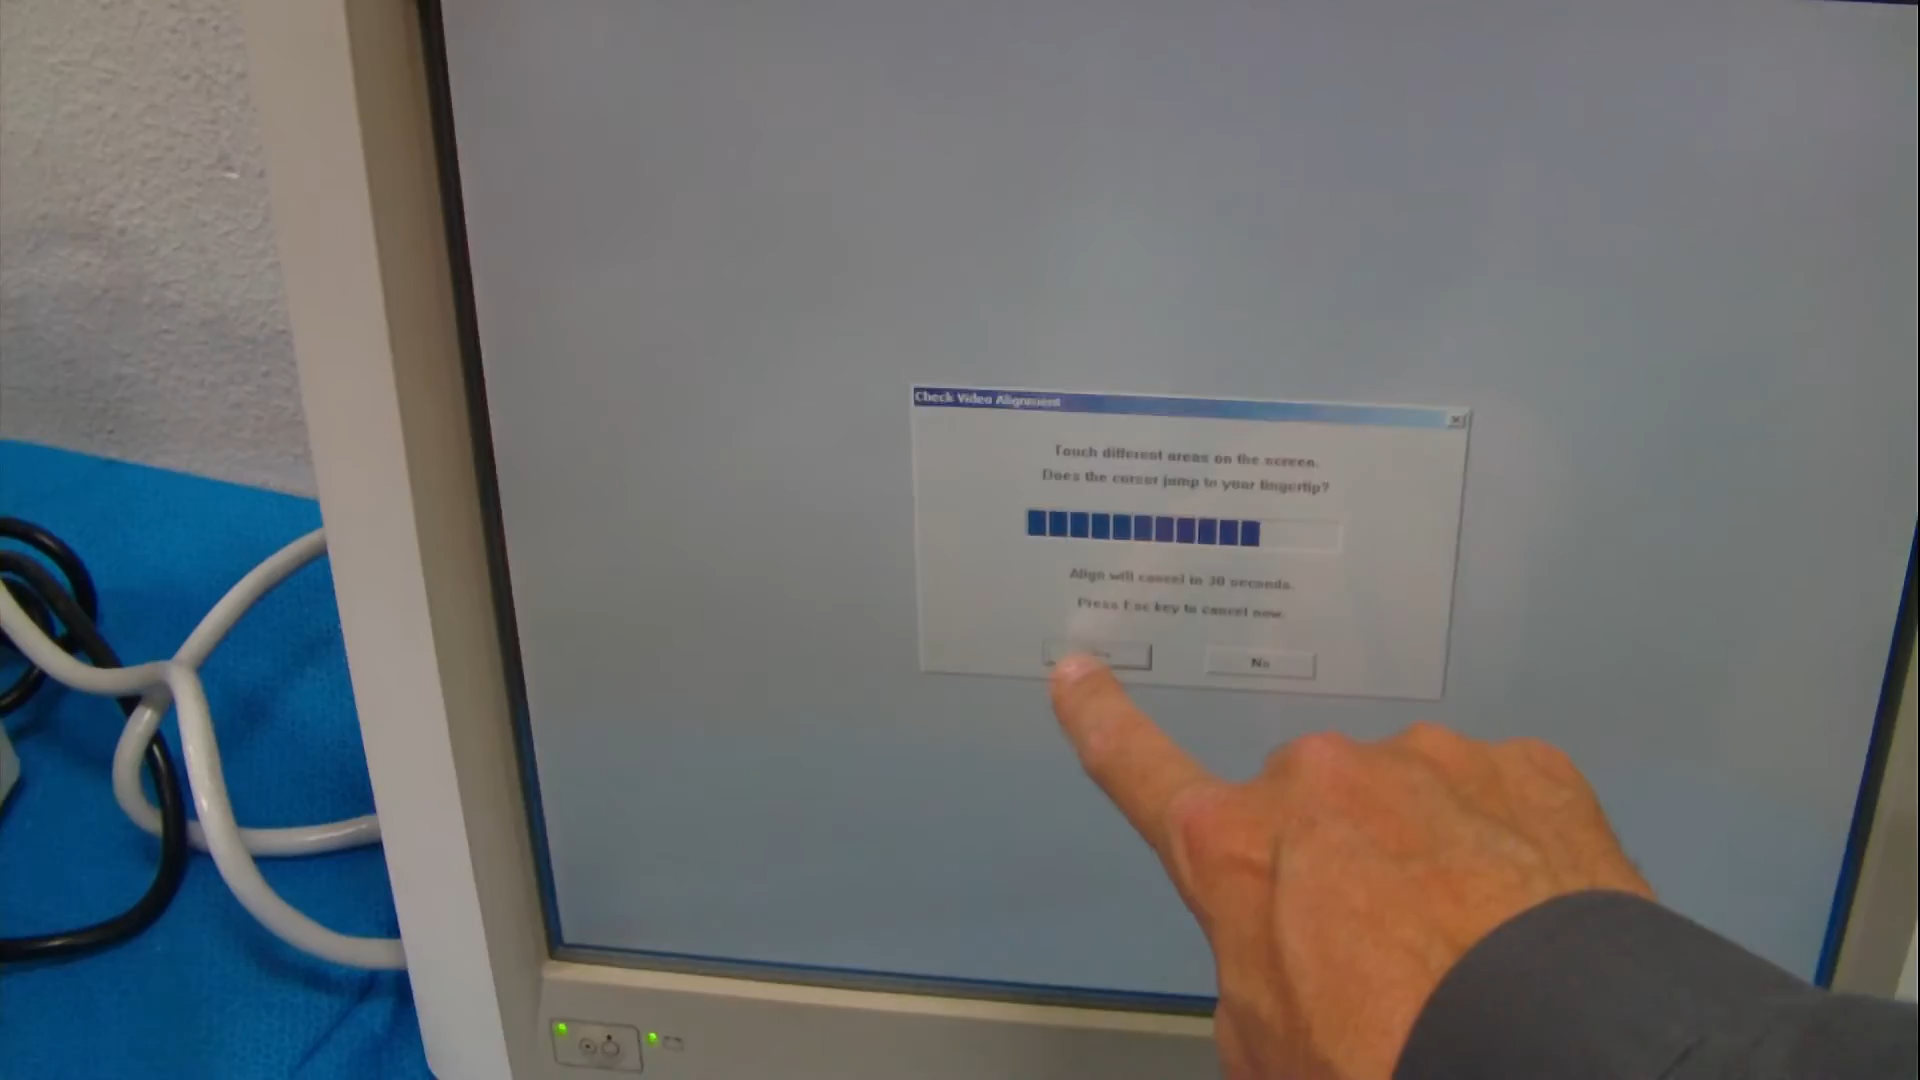 Check Video Alignment
Touch different areas on the screen.
Does the cursor jump to your fingertip?
Align will cancel in 30 seconds.
Press Esc key to cancel now.
No